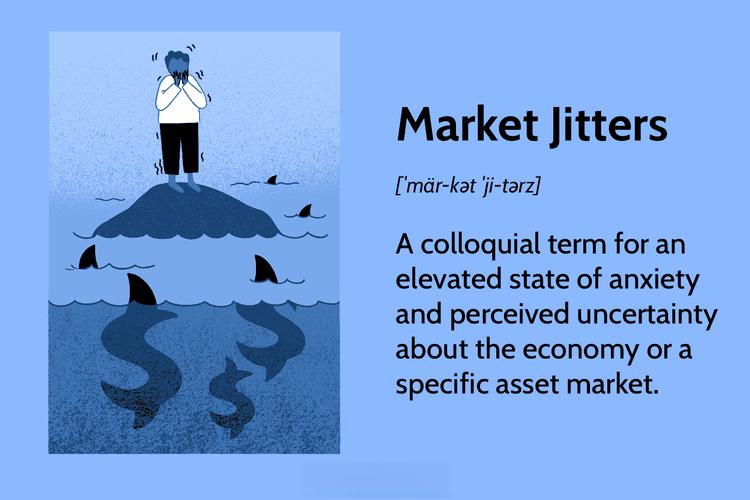 Market Jitters
[ˈmär-kət ˈji-tərz]
A colloquial term for an
elevated state of anxiety
and perceived uncertainty
about the economy or a
specific asset market.